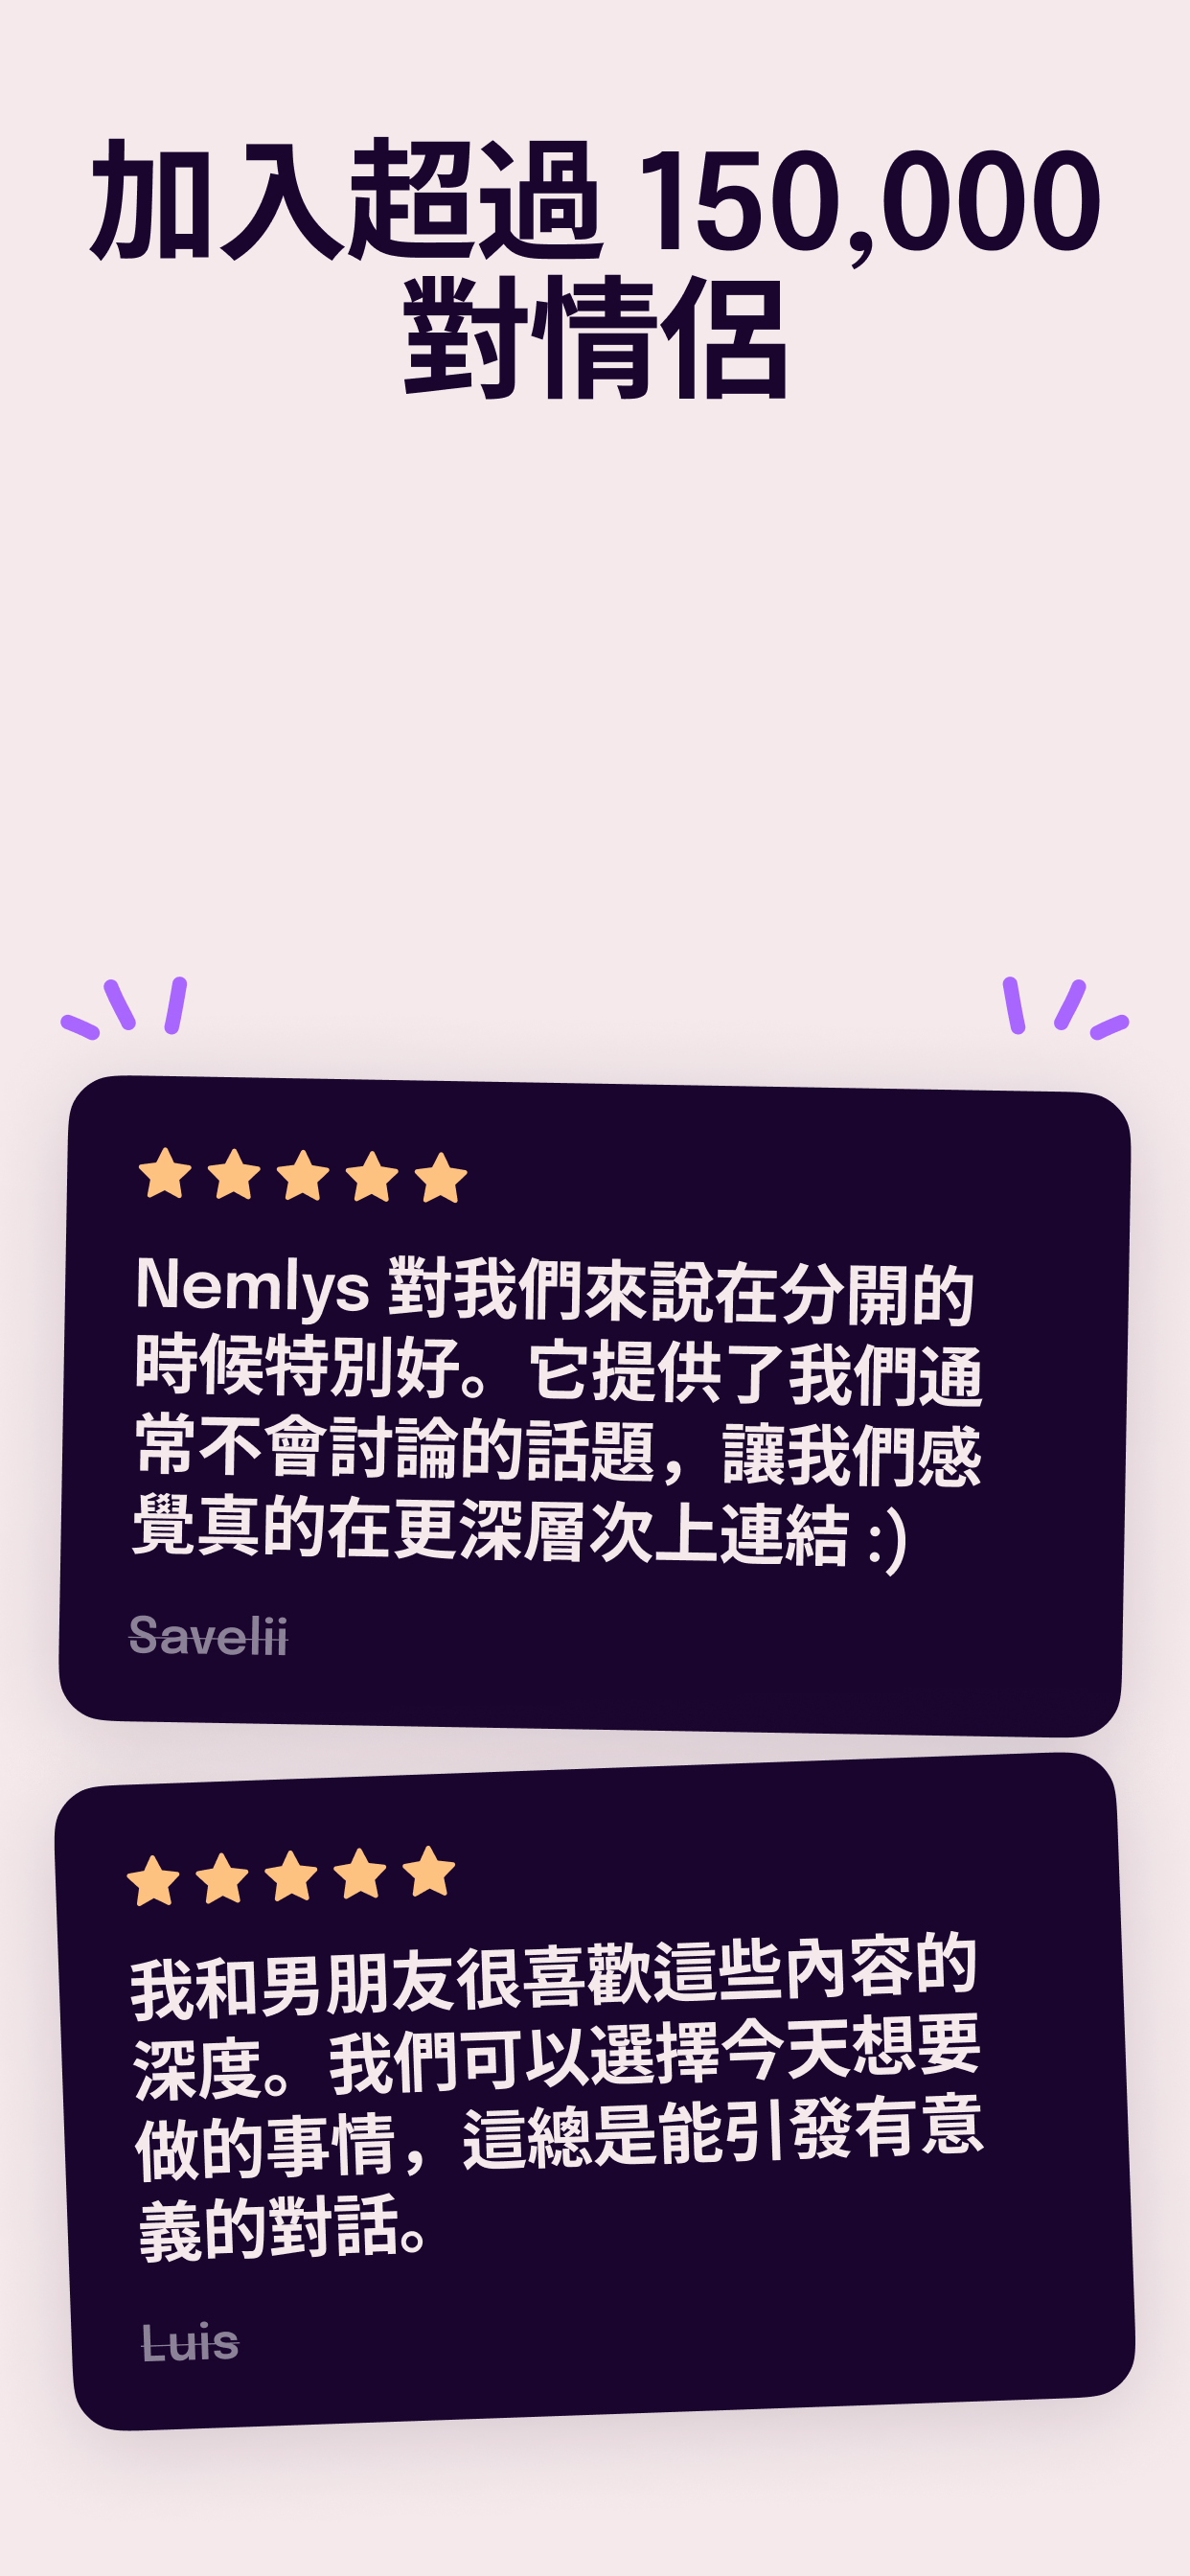 加入超過 150,000
對情侶
Nemlys 對我們來說在分開的
時候特別好。它提供了我們通
常不會討論的話題，讓我們感
覺真的在更深層次上連結 :)
Savelii
我和男朋友很喜歡這些內容的
深度。我們可以選擇今天想要
做的事情，這總是能引發有意
義的對話。
Luis